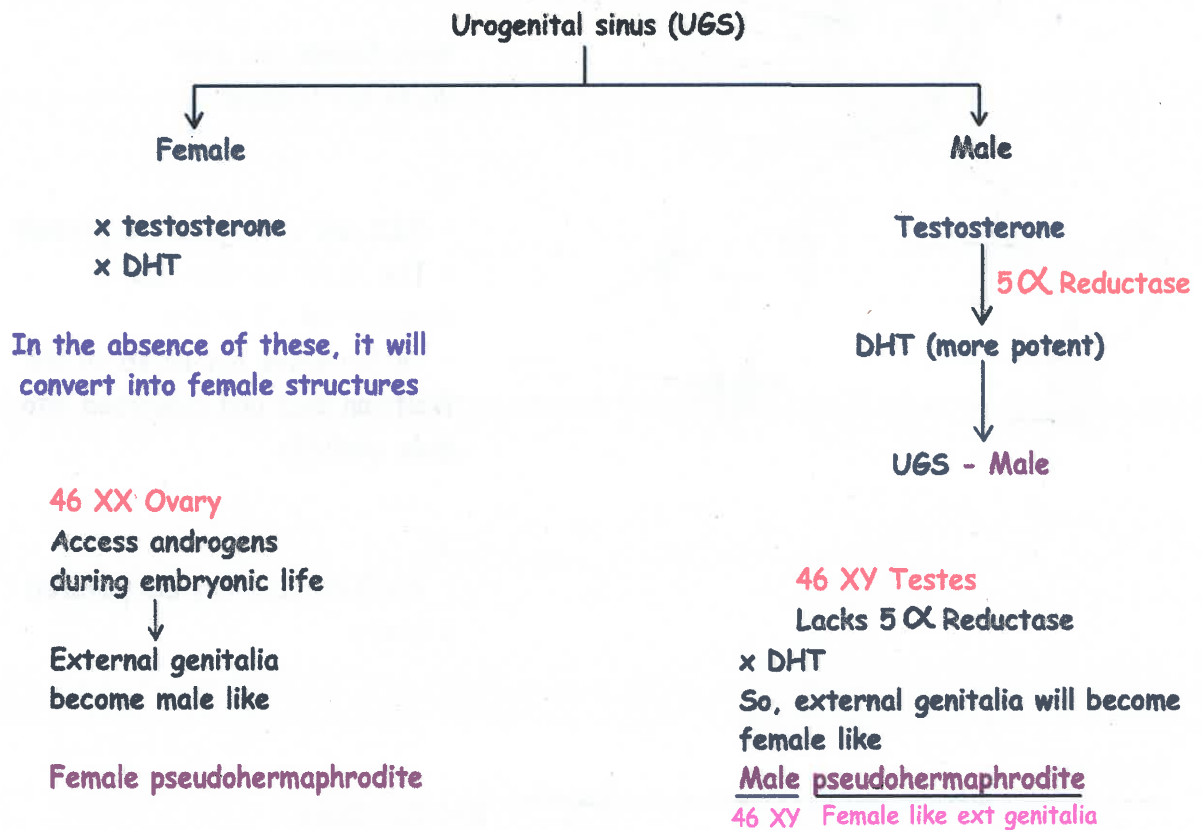 Urogenital sinus (UGS)
Female
x testosterone
x DHT
In the absence of these, it will
convert into female structures
46 XX Ovary
Access androgens
during embryonic life
External genitalia
become male like
Female pseudohermaphrodite
Male
Testosterone
5α Reductase
DHT (more potent)
UGS - Male
46 XY Testes
Lacks 5 α Reductase
x DHT
So, external genitalia will become
female like
Male pseudohermaphrodite
46 XY Female like ext genitalia